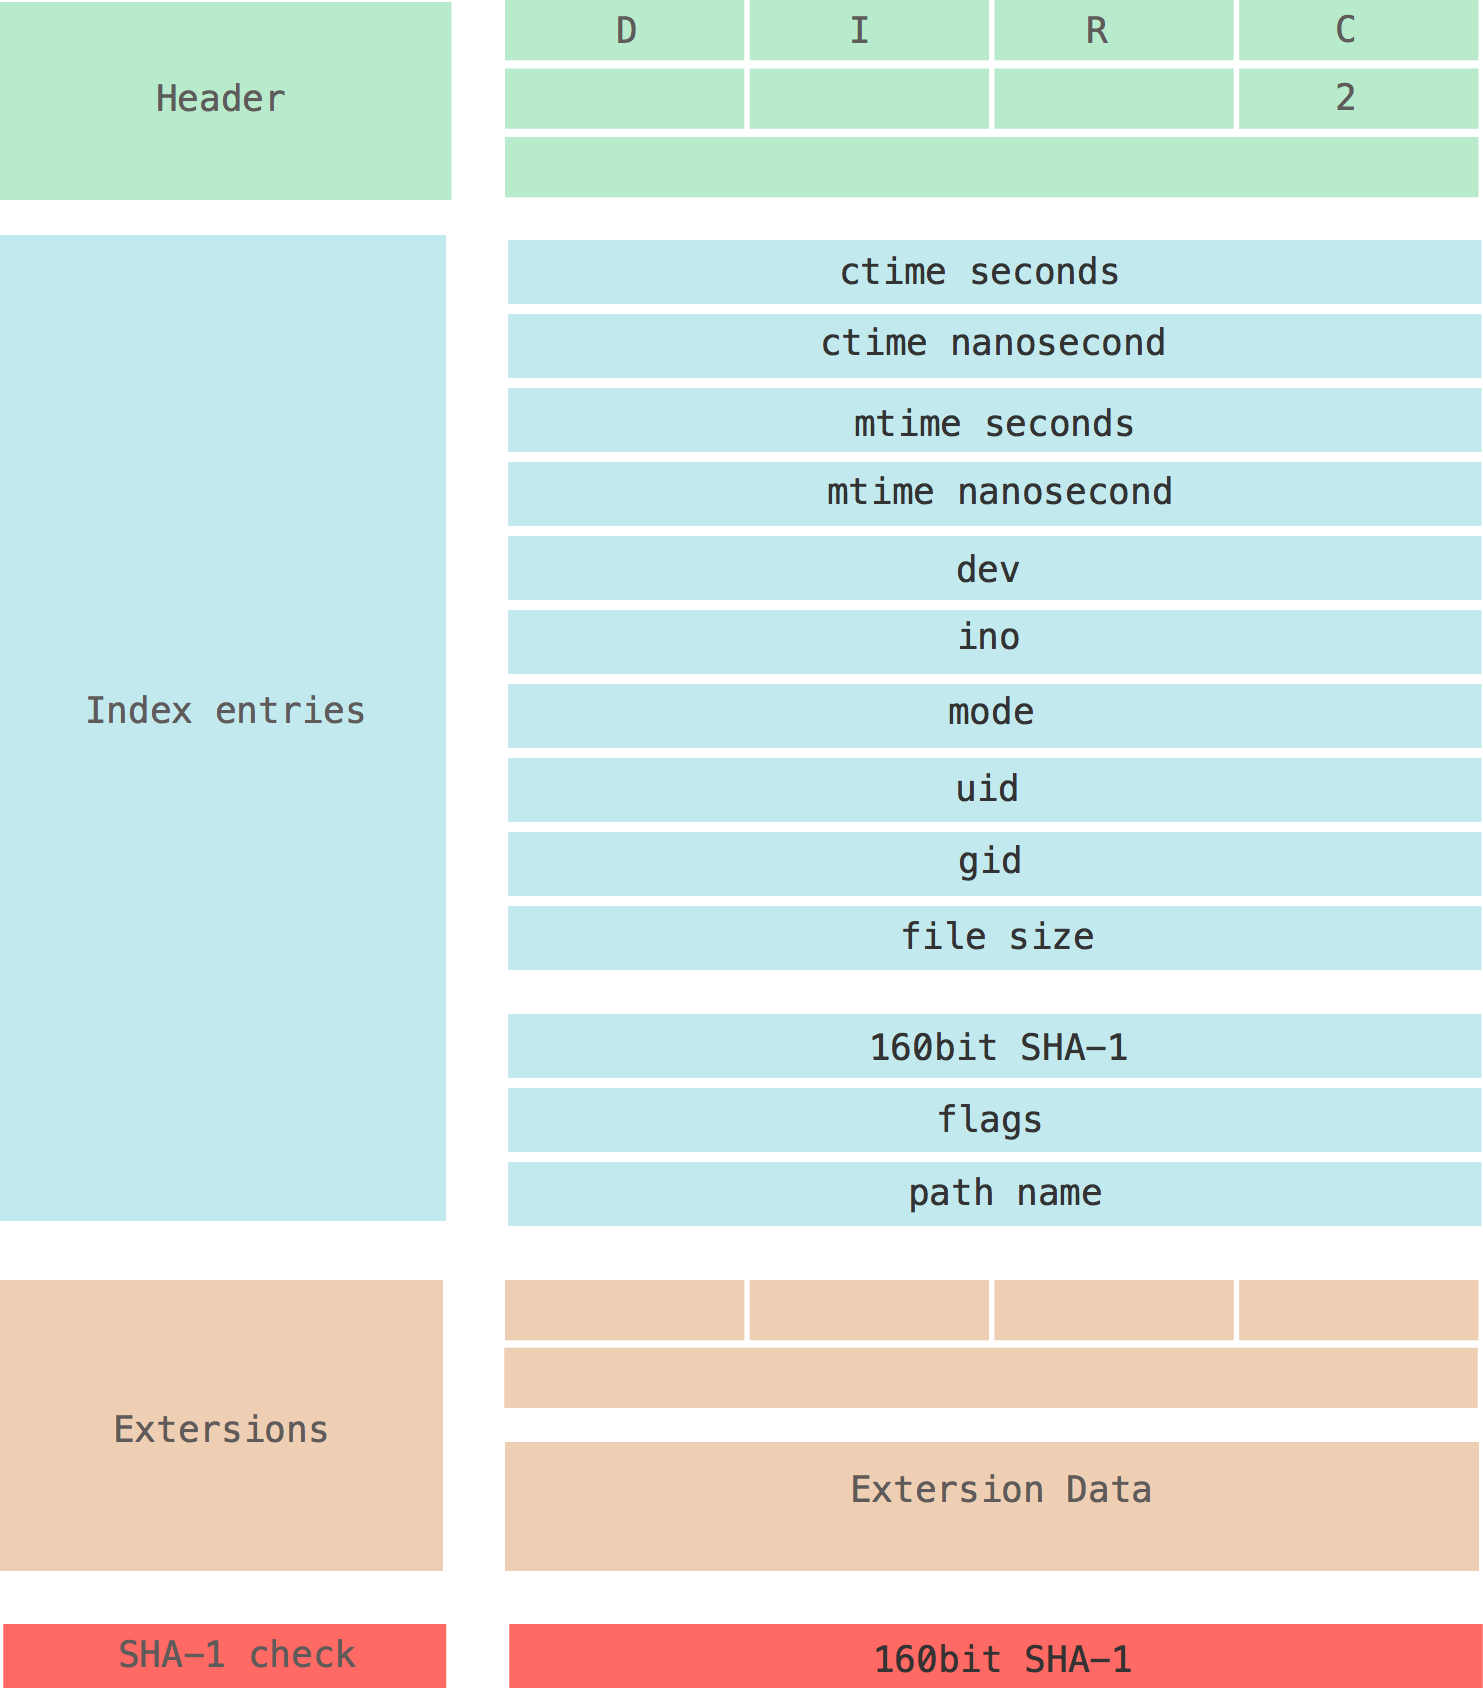 D I R C
Header
2
ctime seconds
ctime nanosecond
mtime seconds
mtime nanosecond
dev
ino
mode
Index entries
uid
gid
file size
160bit SHA-1
flags
path name
Extersions
Extersion Data
SHA-1 check
160bit SHA-1